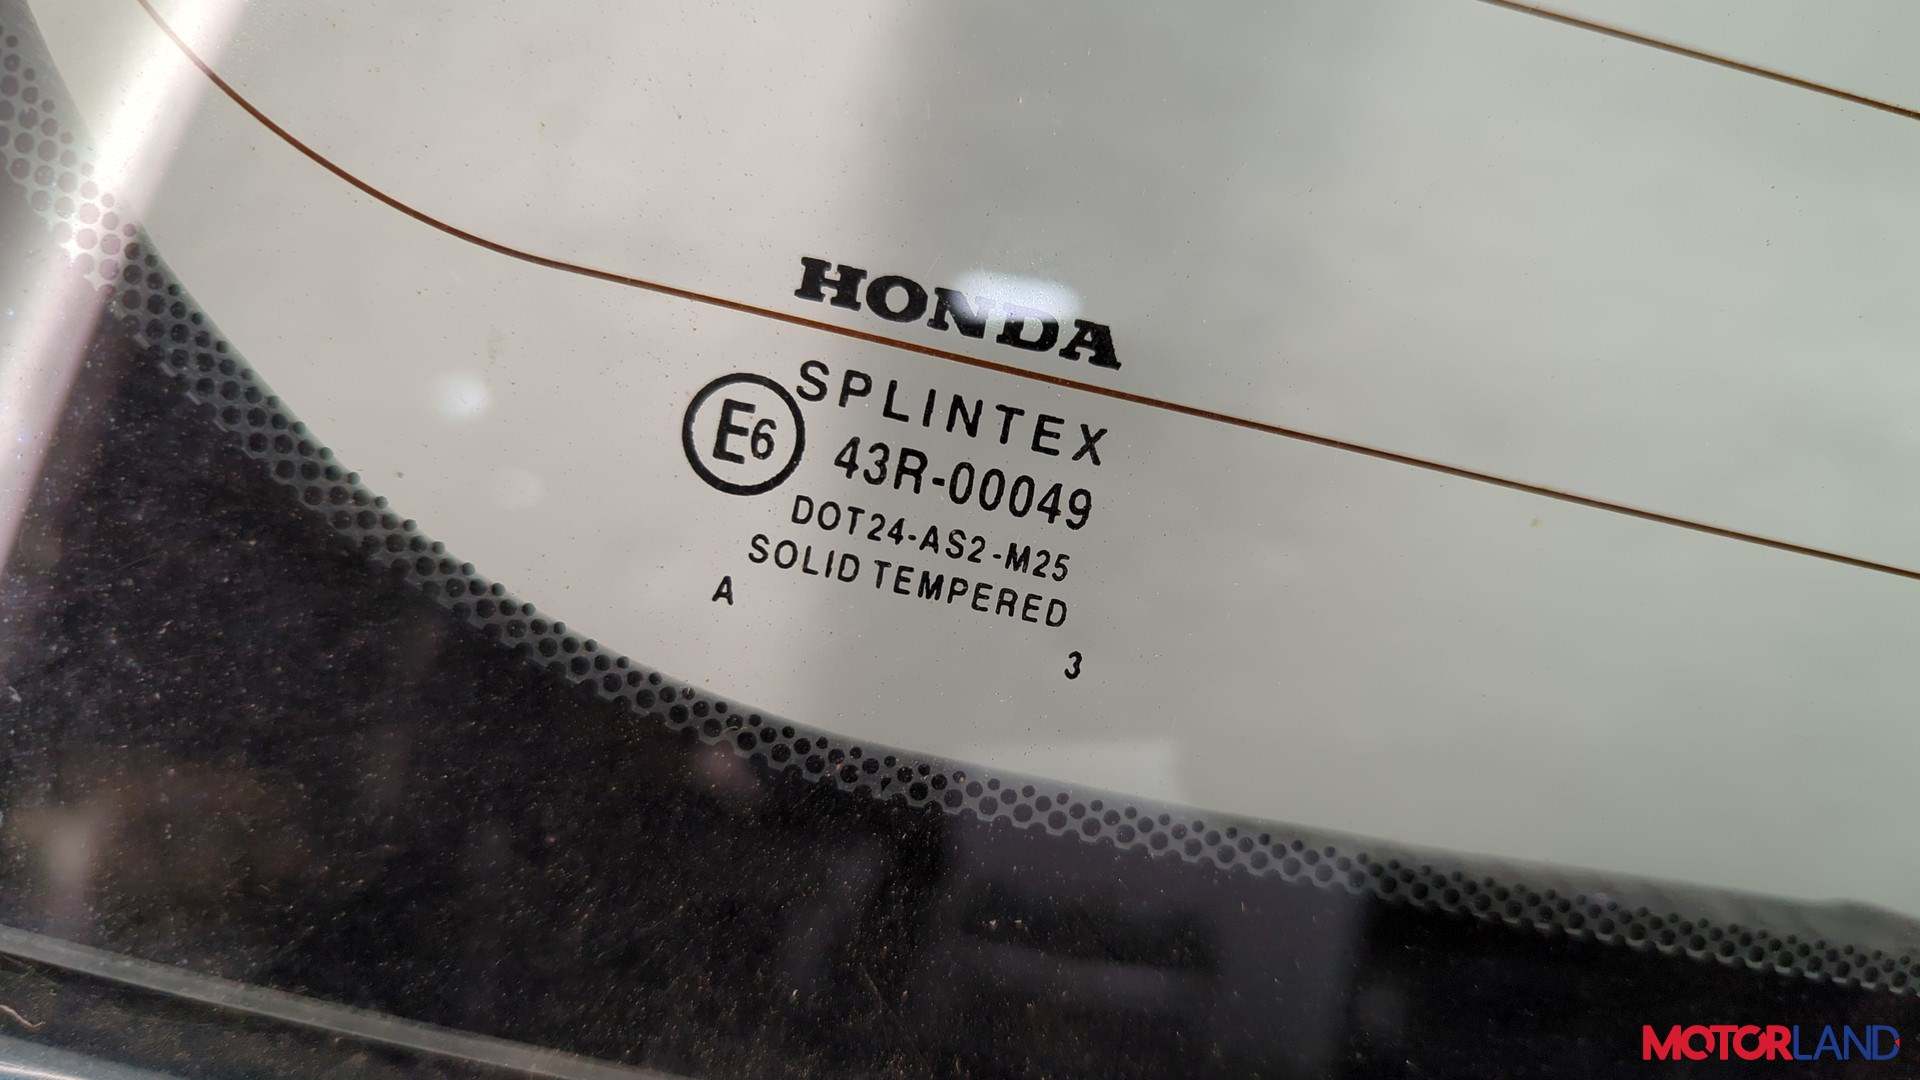 HONDA
SPLINTEX
E6 43R-00049
DOT24-AS2-M25
SOLID TEMPERED
A
3
MOTORLAND